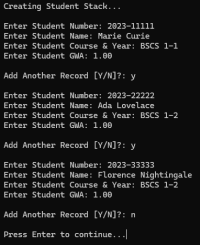 Creating Student Stack...
Enter Student Number: 2023-11111
Enter Student Name: Marie Curie
Enter Student Course & Year: BSCS 1-1
Enter Student GWA: 1.00
Add Another Record [Y/N]?: y
Enter Student Number: 2023-22222
Enter Student Name: Ada Lovelace
Enter Student Course & Year: BSCS 1-2
Enter Student GWA: 1.00
Add Another Record [Y/N]?: y
Enter Student Number: 2023-33333
Enter Student Name: Florence Nightingale
Enter Student Course & Year: BSCS 1-2
Enter Student GWA: 1.00
Add Another Record [Y/N]?: n
Press Enter to continue...